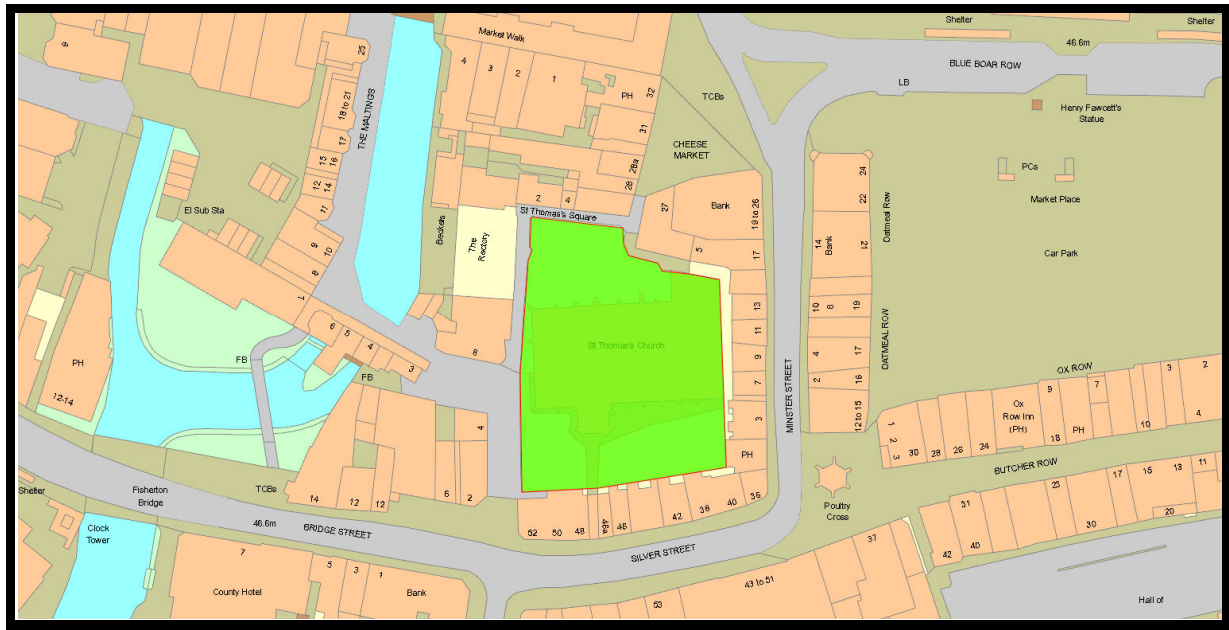 Shelter
Shelter
46.6m
BLUE BOAR ROW
LB
Market Walk
9
25
4
3
2
1
PH
32
31
TCBs
THE MALTINGS
18 to 21
17
15
16
12
14
11
CHEESE
MARKET
28a
28
Henry Fawcett's
Statue
PCs
Market Place
Car Park
El Sub Sta
Beckets
2
4
St Thomas's Square
The
Rectory
27
Bank
19 to 26
5
17
24
22
Oatmeal Row
14
Bank
21
9
10
8
7
13
11
9
7
3
PH
10
8
19
4
17
2
16
12 to 15
OATMEAL ROW
MINSTER STREET
St Thomas's Church
6
5
4
3
8
FB
FB
PH
12-14
4
6
2
14
12
12
TCBs
Fisherton
Bridge
Shelter
Clock
Tower
46.6m
BRIDGE STREET
52
50
48
46a
46
42
38
40
36
SILVER STREET
Poultry
Cross
OX ROW
1
2
3
30
28
26
24
Ox
Row Inn
(PH)
9
18
PH
7
10
3
2
4
BUTCHER ROW
31
23
17
15
13
11
20
30
42
40
37
7
County Hotel
5
3
1
Bank
53
43 to 51
Hall of